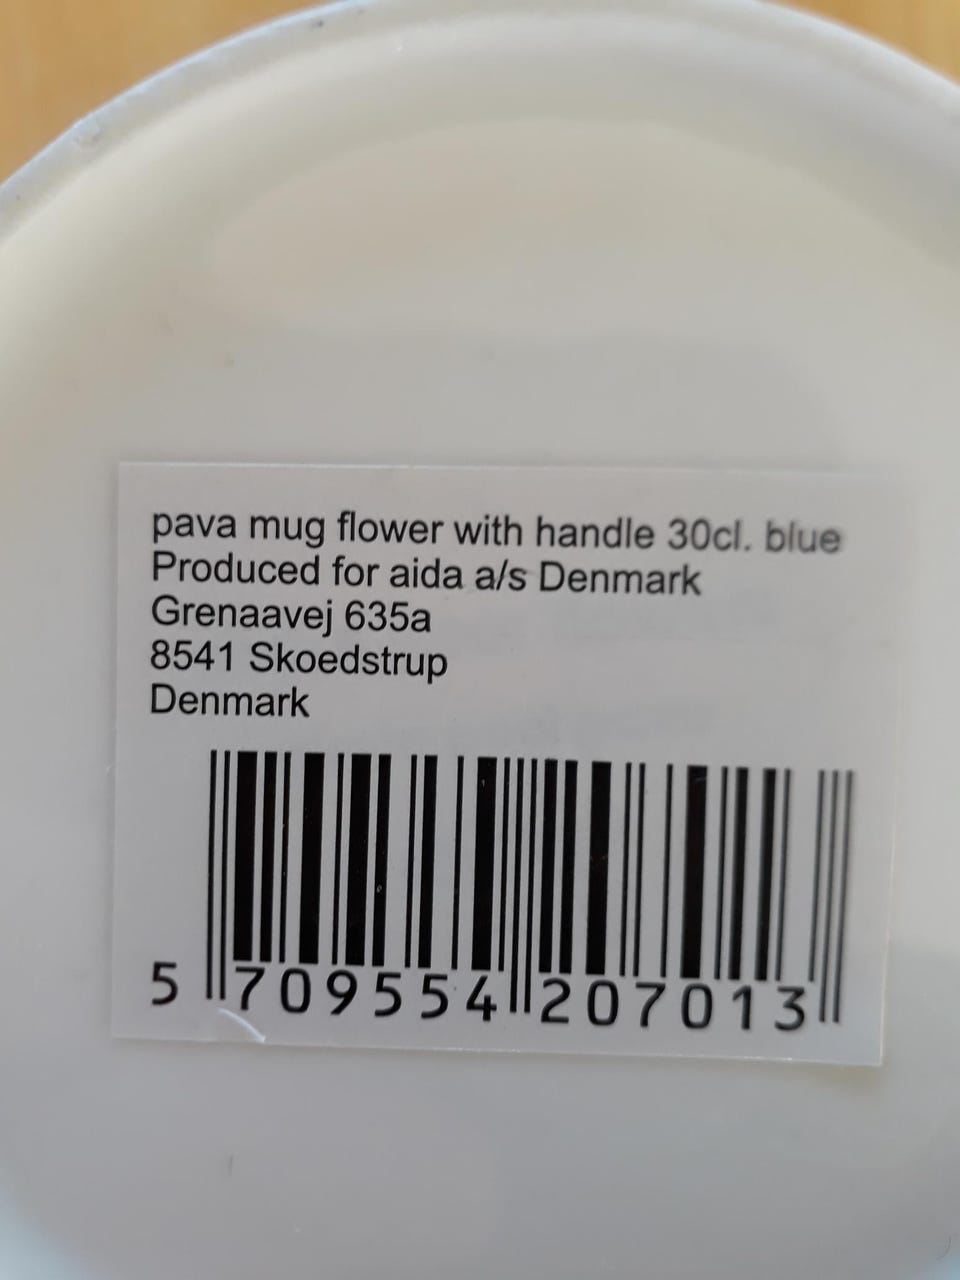 pava mug flower with handle 30cl. blue
Produced for aida a/s Denmark
Grenaavej 635a
8541 Skoedstrup
Denmark
5 709554 207013